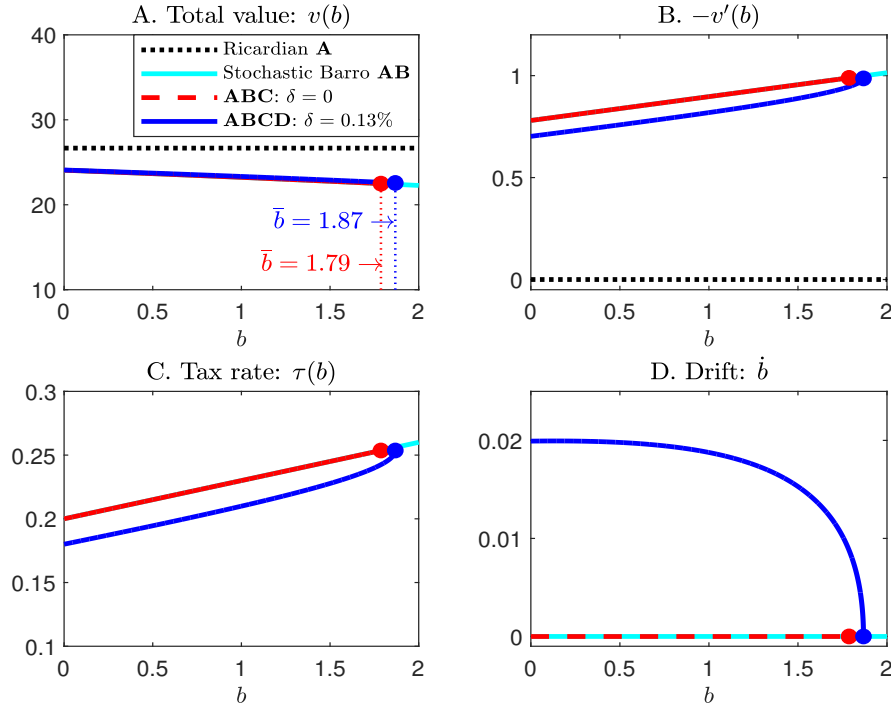 A. Total value: v(b)
40
30
20
10
Ricardian A
Stochastic Barro AB
ABC: δ = 0
ABCD: δ = 0.13%
b̅ = 1.87→
b̅ = 1.79→
0 0.5 1 1.5 2
b
B. −v′(b)
1
0.5
0
0 0.5 1 1.5 2
b
C. Tax rate: τ(b)
0.3
0.25
0.2
0.15
0.1
0 0.5 1 1.5 2
b
D. Drift: ḃ
0.02
0.01
0
0 0.5 1 1.5 2
b